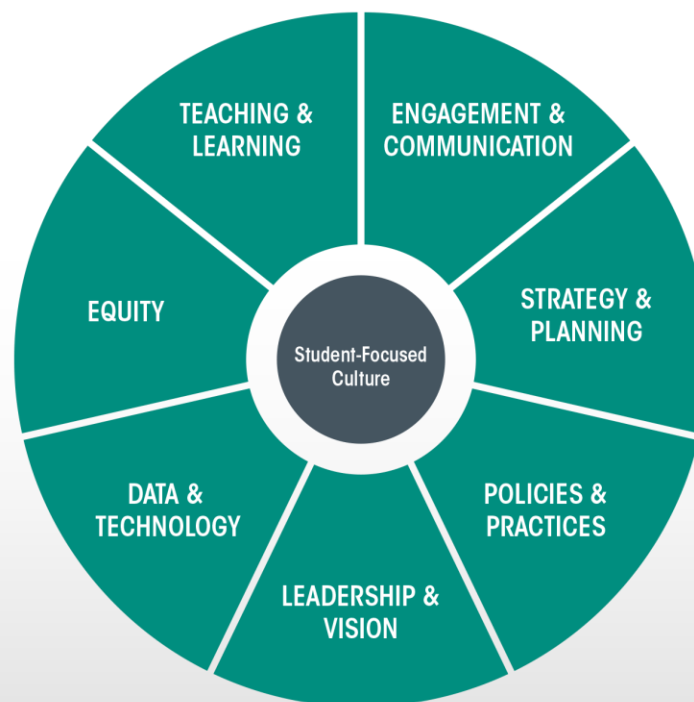 TEACHING &
LEARNING
ENGAGEMENT &
COMMUNICATION
EQUITY
STRATEGY &
PLANNING
Student-Focused
Culture
DATA &
TECHNOLOGY
POLICIES &
PRACTICES
LEADERSHIP &
VISION